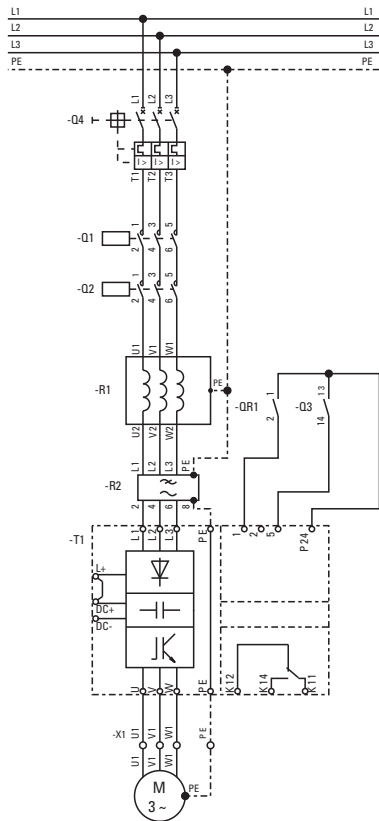 L1 L1
L2 L2
L3 L3
PE PE
L1 L2 L3
-Q4
I > I > I >
T1 T2 T3
-Q1
1 3 5
2 4 6
-Q2
1 3 5
2 4 6
U1 V1 W1
-R1
PE
U2 V2 W2
-QR1 1 2
-Q3 13 14
L1 L2 L3 PE
-R2
2 4 6 8
1 2 5 P24
-T1
L1 L2 L3 PE
L+
DC+
DC-
K12 K14 K11
U V W PE
-X1
U1 V1 W1 PE
U1 V1 W1
PE
M
3 ~